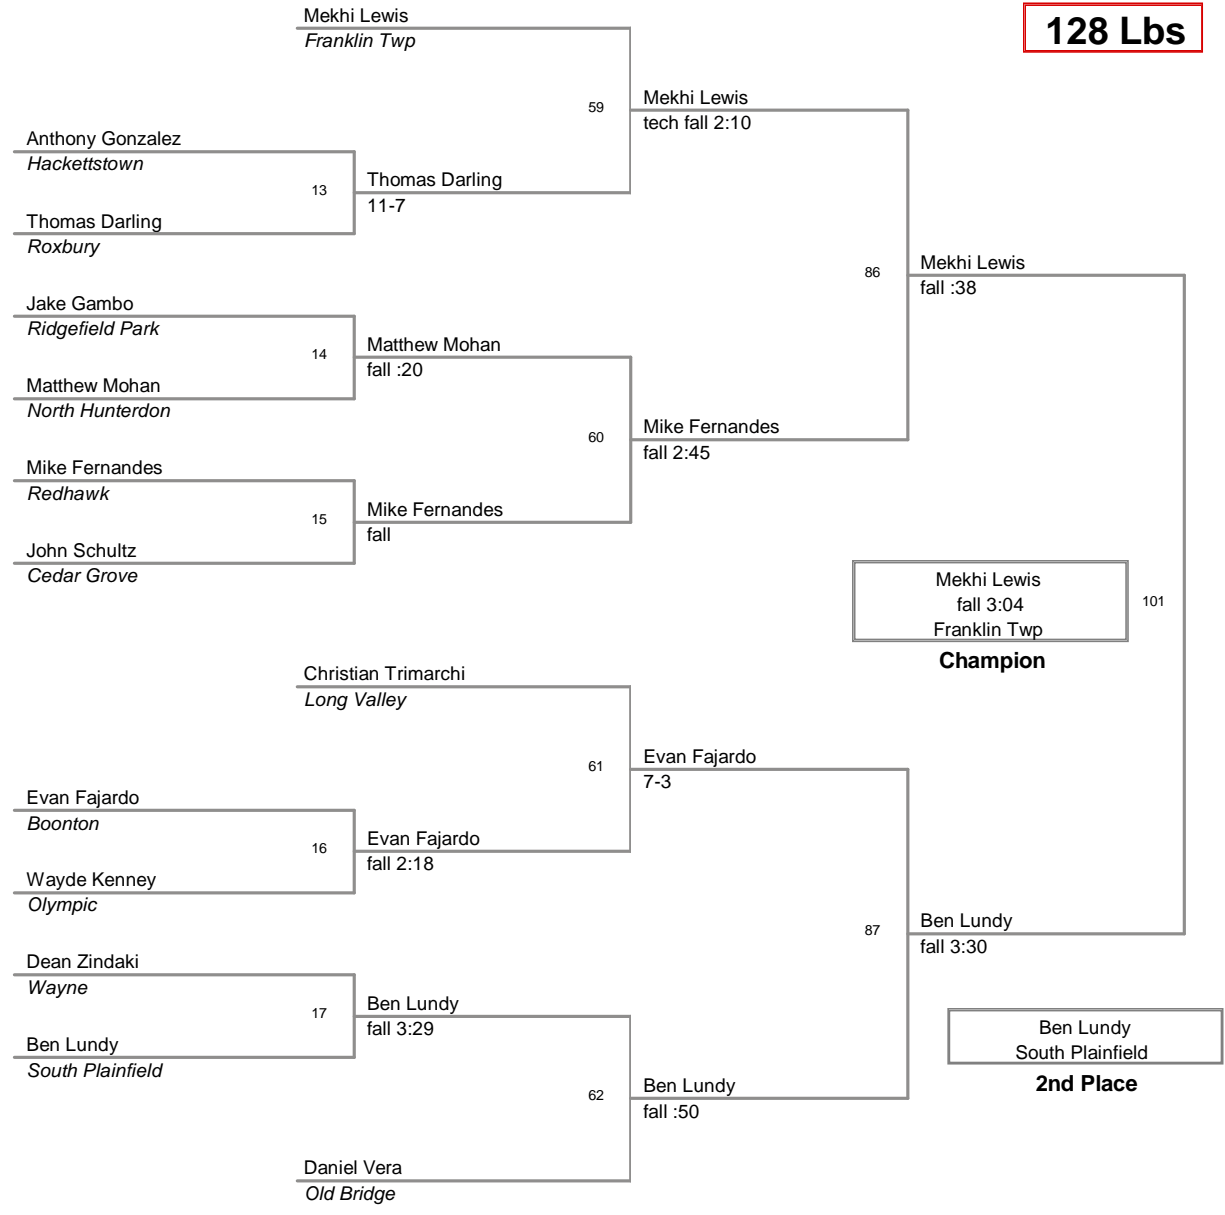 Mekhi Lewis
Franklin Twp
128 Lbs
59
Mekhi Lewis
tech fall 2:10
Anthony Gonzalez
Hackettstown
13
Thomas Darling
11-7
Thomas Darling
Roxbury
86
Mekhi Lewis
fall :38
Jake Gambo
Ridgefield Park
14
Matthew Mohan
fall :20
Matthew Mohan
North Hunterdon
60
Mike Fernandes
fall 2:45
Mike Fernandes
Redhawk
15
Mike Fernandes
fall
John Schultz
Cedar Grove
Mekhi Lewis
fall 3:04
Franklin Twp
101
Champion
Christian Trimarchi
Long Valley
61
Evan Fajardo
7-3
Evan Fajardo
Boonton
16
Evan Fajardo
fall 2:18
Wayde Kenney
Olympic
87
Ben Lundy
fall 3:30
Dean Zindaki
Wayne
17
Ben Lundy
fall 3:29
Ben Lundy
South Plainfield
Ben Lundy
South Plainfield
2nd Place
62
Ben Lundy
fall :50
Daniel Vera
Old Bridge